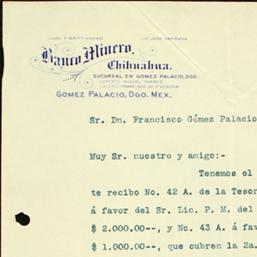 Banco Minero,
Chihuahua.
SUCURSAL EN GOMEZ PALACIO, DGO.
GOMEZ PALACIO, DGO. MEX.
Sr. Dn. Francisco Gómez Palacio
Muy Sr. nuestro y amigo:-
Tenemos el
te recibo No. 42 A. de la Tesor
á favor del Sr. Lic. P. M. del
$ 2.000.00--, y No. 43 A. á fav
$ 1.000.00--, que cubren la 2a.